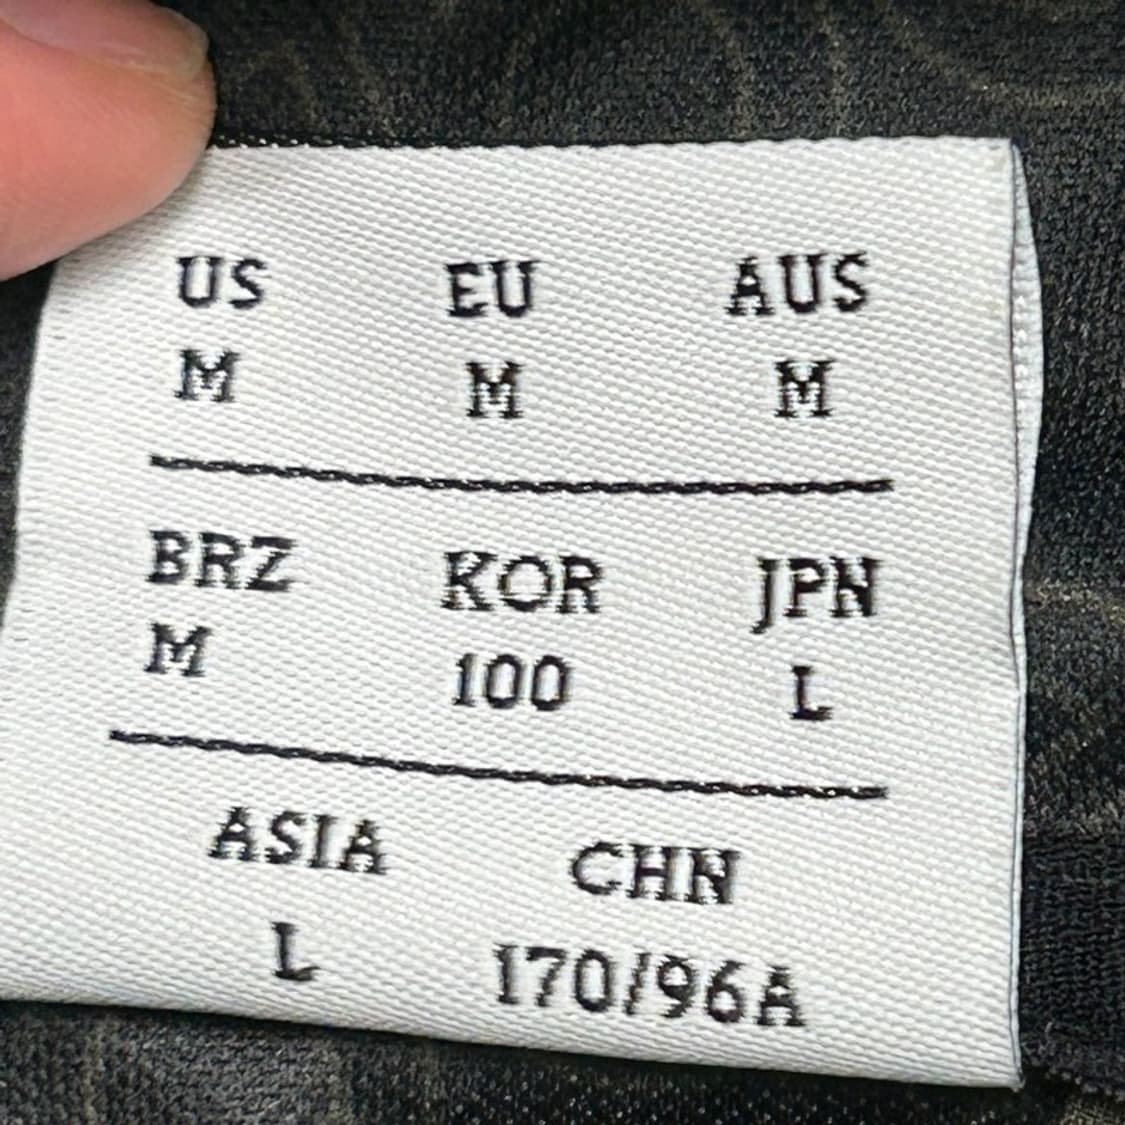 US EU AUS
M M M
BRZ KOR JPN
M 100 L
ASIA CHN
L 170/96A